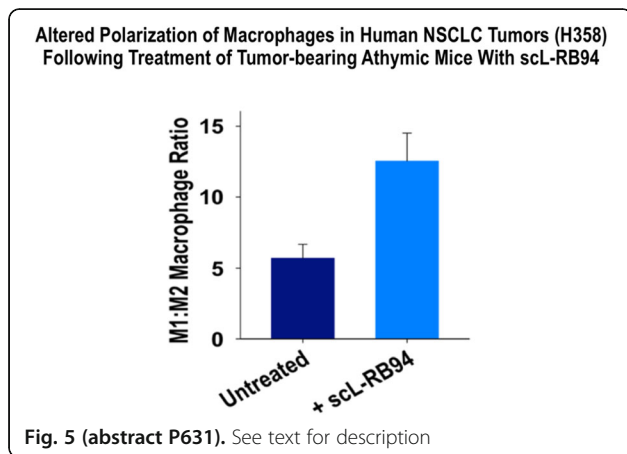 Altered Polarization of Macrophages in Human NSCLC Tumors (H358)
Following Treatment of Tumor-bearing Athymic Mice With scL-RB94
M1:M2 Macrophage Ratio
15
10
5
0
Untreated
+ scL-RB94
Fig. 5 (abstract P631). See text for description